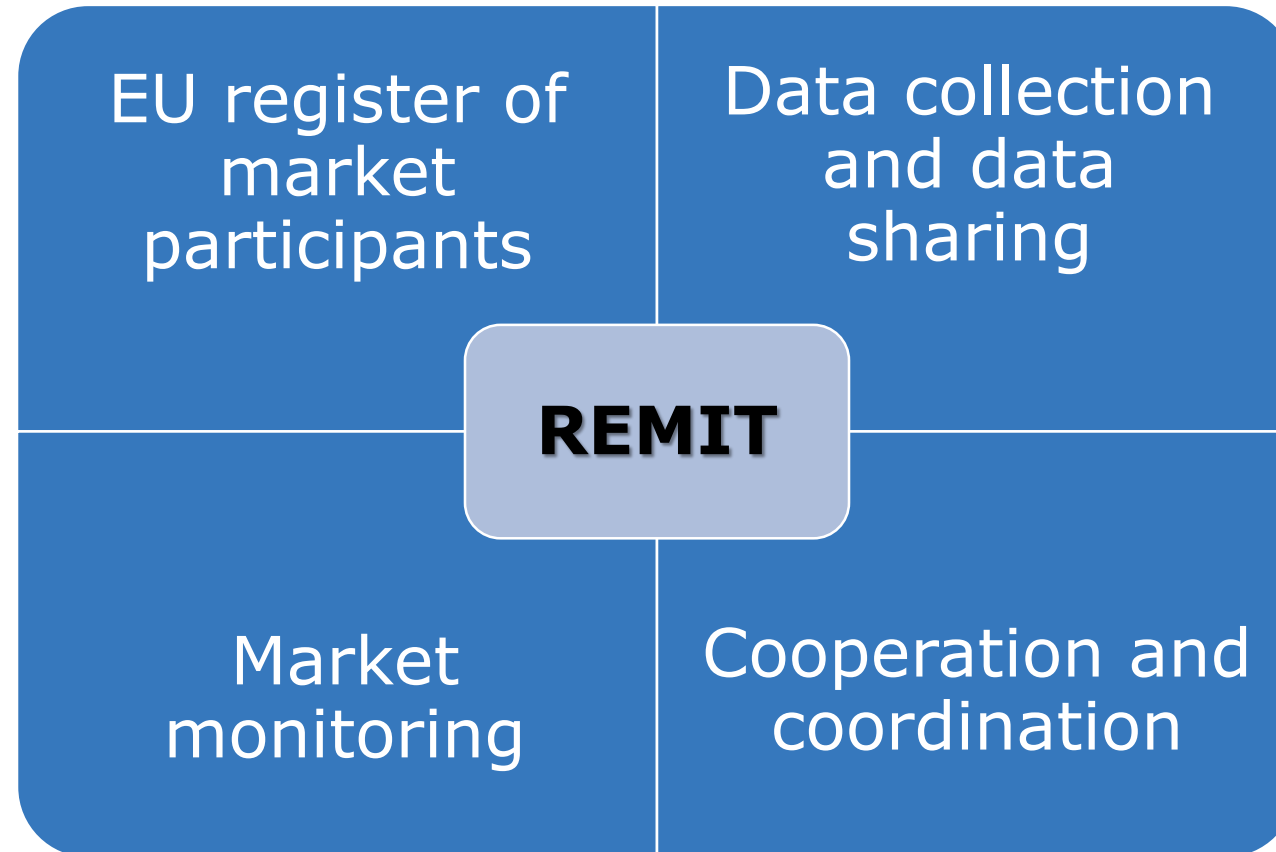 EU register of
market
participants
Data collection
and data
sharing
REMIT
Market
monitoring
Cooperation and
coordination